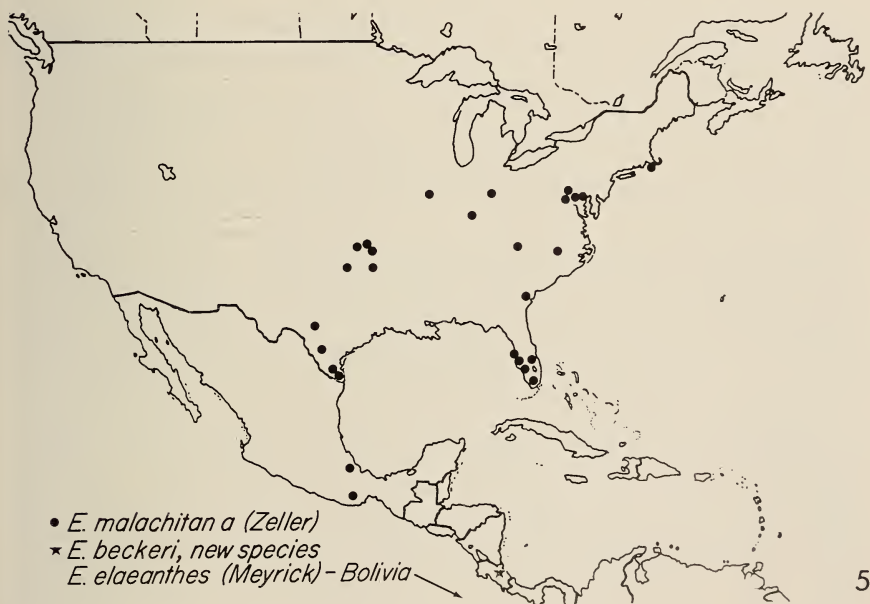 • E. malachitan a (Zeller)
★ E. beckeri, new species
E. elaeanthes (Meyrick) – Bolivia
5